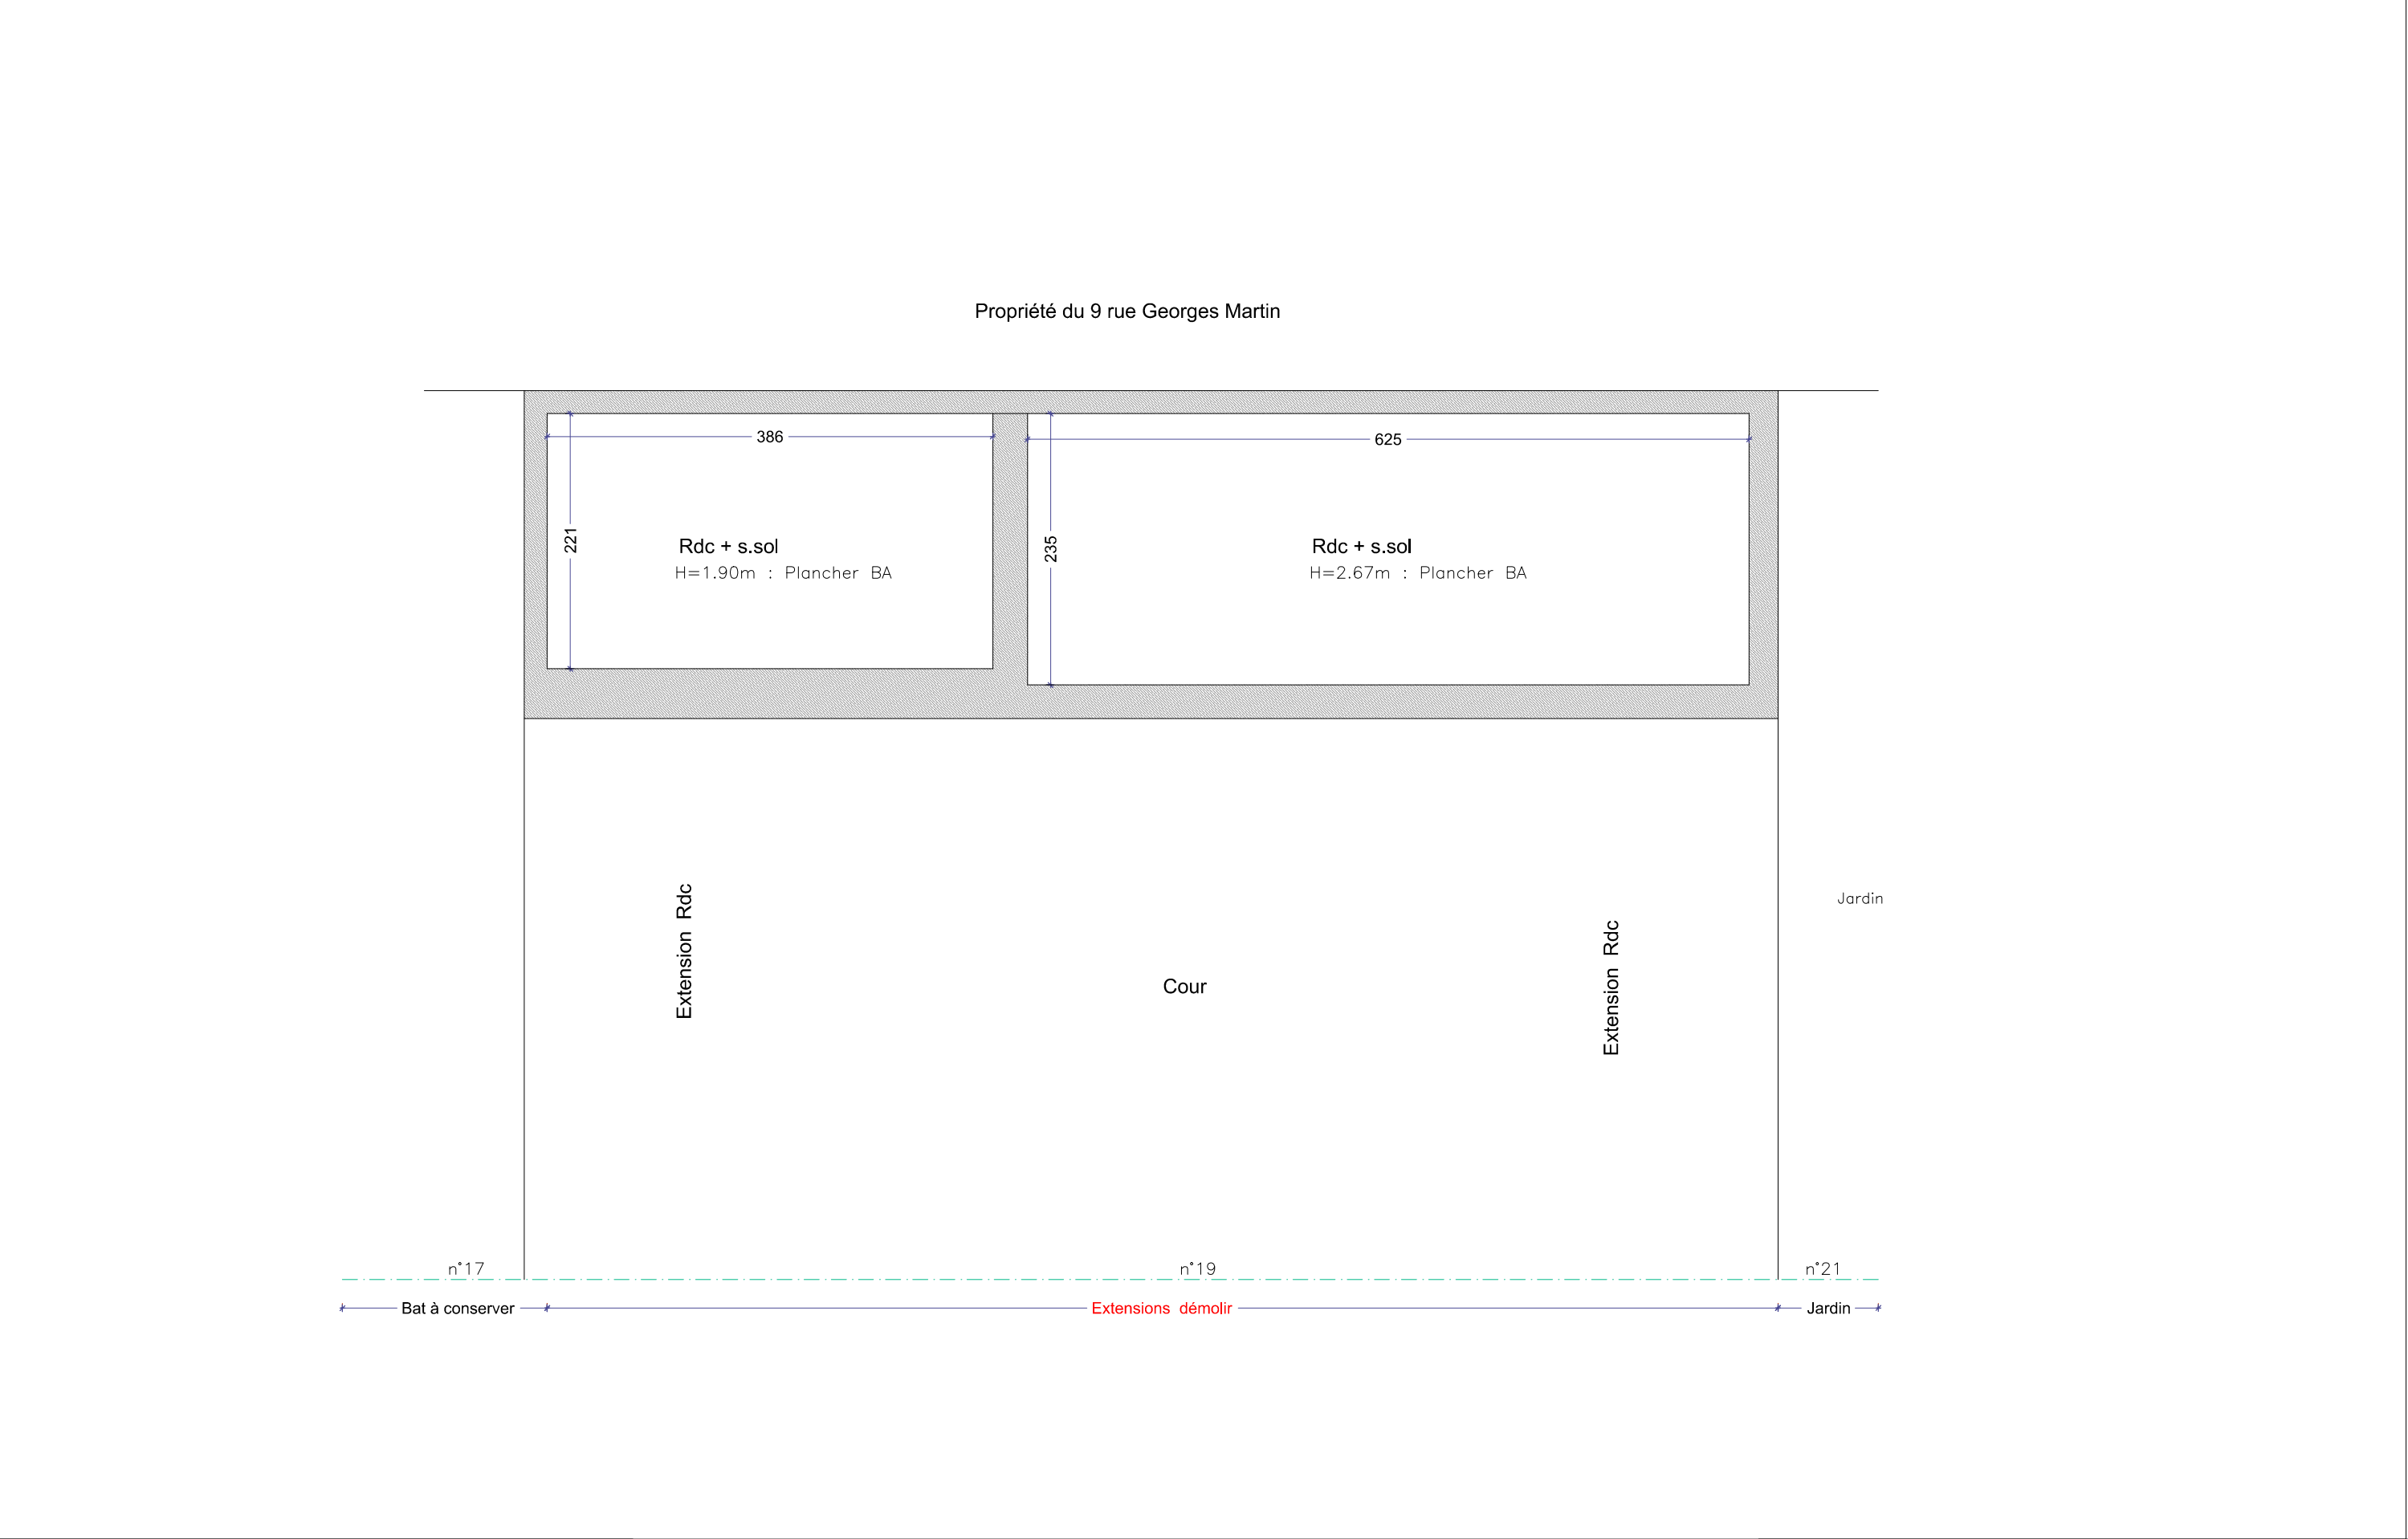 Propriété du 9 rue Georges Martin
386
625
221
235
Rdc + s.sol
H=1.90m : Plancher BA
Rdc + s.sol
H=2.67m : Plancher BA
Extension Rdc
Cour
Extension Rdc
Jardin
n°17
n°19
n°21
Bat à conserver
Extensions démolir
Jardin